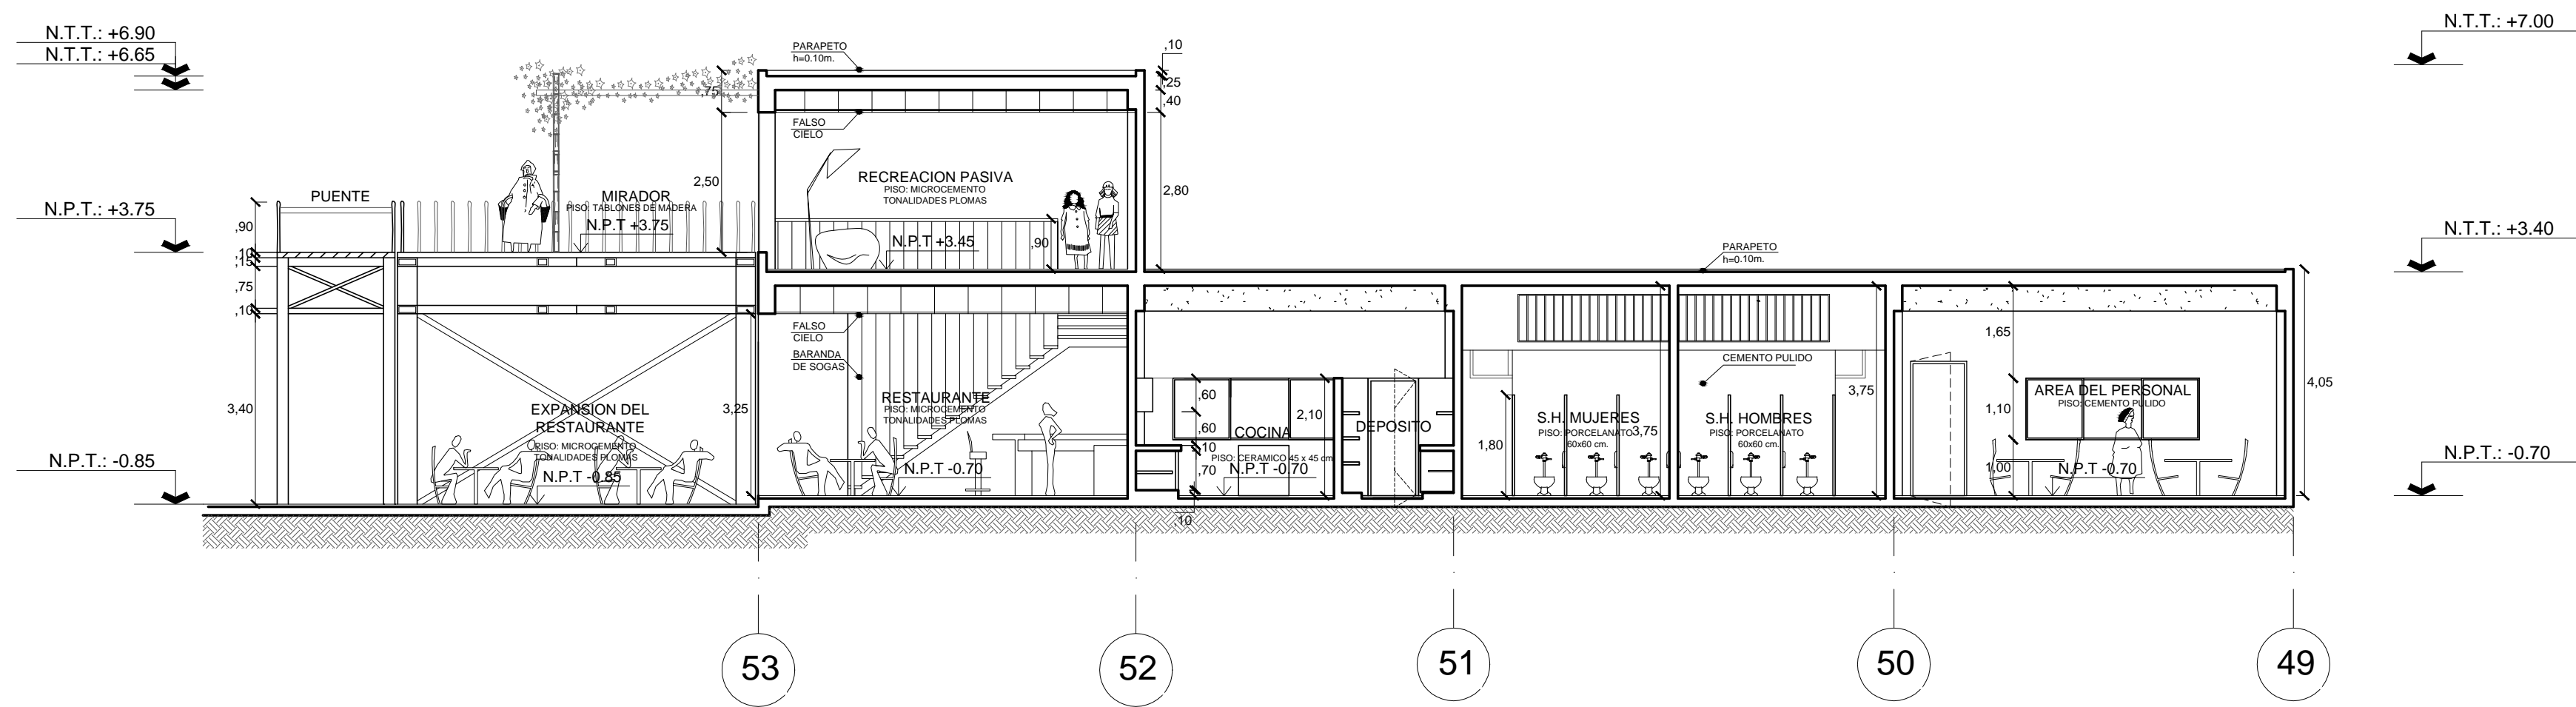 N.T.T.: +6.90
N.T.T.: +6.65
N.T.T.: +7.00
PARAPETO
h=0.10m.
,10
,25
,40
,75
FALSO
CIELO
RECREACION PASIVA
PISO: MICROCEMENTO
TONALIDADES PLOMAS
N.P.T +3.45
,90
2,50
2,80
PUENTE
MIRADOR
PISO: TABLONES DE MADERA
N.P.T +3.75
N.P.T.: +3.75
N.T.T.: +3.40
,90
,10
,15
,75
,10
3,40
PARAPETO
h=0.10m.
FALSO
CIELO
BARANDA
DE SOGAS
EXPANSION DEL
RESTAURANTE
PISO: MICROCEMENTO
TONALIDADES PLOMAS
N.P.T -0.85
3,25
RESTAURANTE
PISO: MICROCEMENTO
TONALIDADES PLOMAS
N.P.T -0.70
,60
,60
,10
,70
,10
2,10
COCINA
PISO: CERAMICO 45 x 45 cm
N.P.T -0.70
DEPOSITO
1,80
S.H. MUJERES
PISO: PORCELANATO
60x60 cm.
3,75
CEMENTO PULIDO
S.H. HOMBRES
PISO: PORCELANATO
60x60 cm.
3,75
1,65
1,10
1,00
AREA DEL PERSONAL
PISO: CEMENTO PULIDO
N.P.T -0.70
4,05
N.P.T.: -0.85
N.P.T.: -0.70
53
52
51
50
49